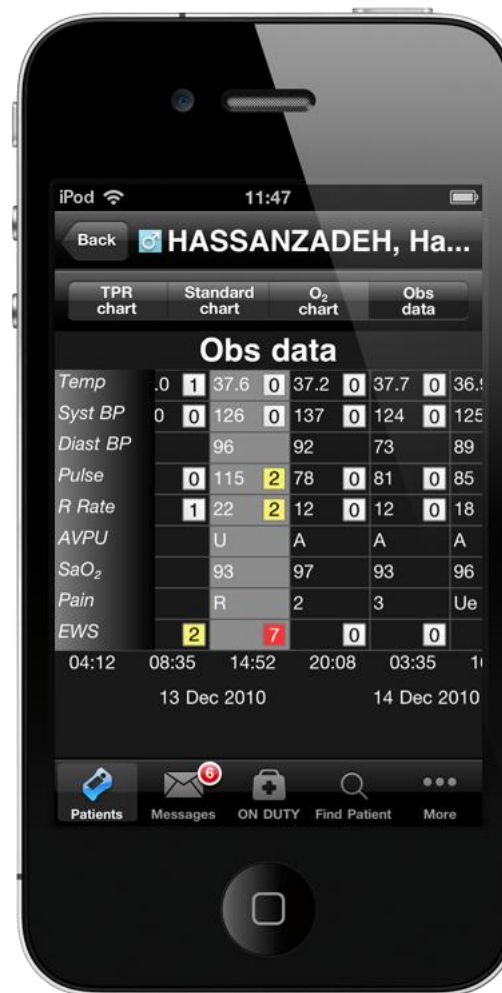 iPod 11:47
Back ♂ HASSANZADEH, Ha...
TPR chart Standard chart O₂ chart Obs data
Obs data
Temp .0 1 37.6 0 37.2 0 37.7 0 36.9
Syst BP 0 0 126 0 137 0 124 0 125
Diast BP 96 92 73 89
Pulse 0 115 2 78 0 81 0 85
R Rate 1 22 2 12 0 12 0 18
AVPU U A A A
SaO₂ 93 97 93 96
Pain R 2 3 Ue
EWS 2 7 0 0
04:12 08:35 14:52 20:08 03:35 1
13 Dec 2010 14 Dec 2010
6
Patients Messages ON DUTY Find Patient More